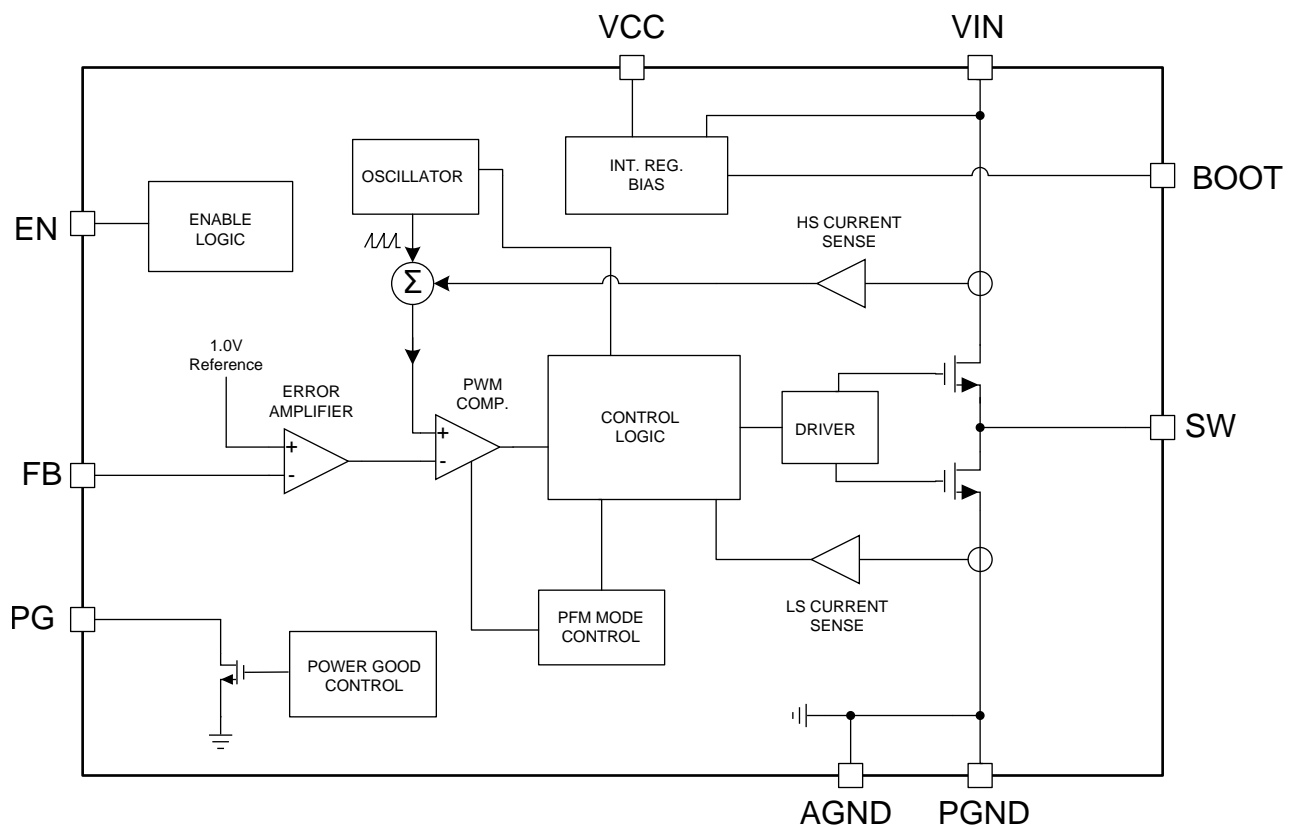 VCC
VIN
OSCILLATOR
INT. REG.
BIAS
BOOT
EN
ENABLE
LOGIC
HS CURRENT
SENSE
Σ
1.0V
Reference
ERROR
AMPLIFIER
PWM
COMP.
CONTROL
LOGIC
DRIVER
SW
+
-
+
-
FB
PG
POWER GOOD
CONTROL
PFM MODE
CONTROL
LS CURRENT
SENSE
AGND
PGND